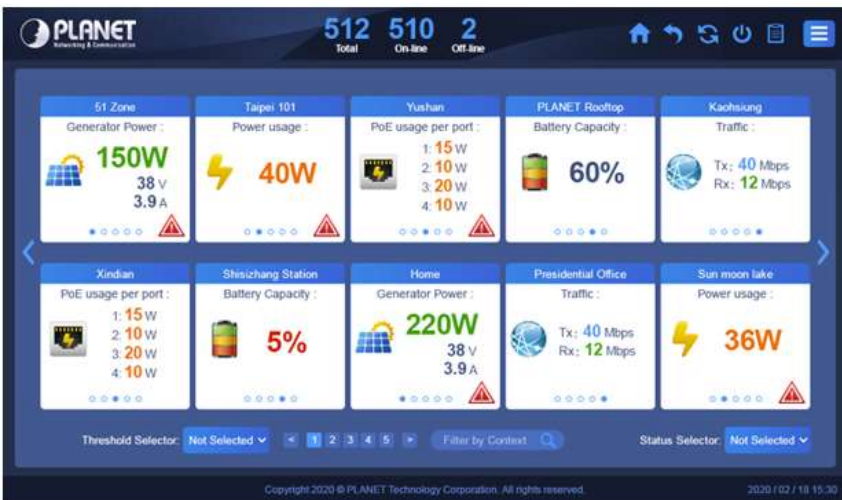 PLANET
Networking & Communication
512 510 2
Total On-line Off-line
51 Zone
Generator Power :
150W
38 V
3.9 A
Taipei 101
Power usage :
40W
Yushan
PoE usage per port :
1: 15 W
2: 10 W
3: 20 W
4: 10 W
PLANET Rooftop
Battery Capacity :
60%
Kaohsiung
Traffic :
Tx: 40 Mbps
Rx: 12 Mbps
Xindian
PoE usage per port :
1: 15 W
2: 10 W
3: 20 W
4: 10 W
Shisizhang Station
Battery Capacity :
5%
Home
Generator Power :
220W
38 V
3.9 A
Presidential Office
Traffic :
Tx: 40 Mbps
Rx: 12 Mbps
Sun moon lake
Power usage :
36W
Threshold Selector: Not Selected < 1 2 3 4 5 > Filter by Context Status Selector: Not Selected
Copyright 2020 © PLANET Technology Corporation. All rights reserved. 2020 / 02 / 18 15:30